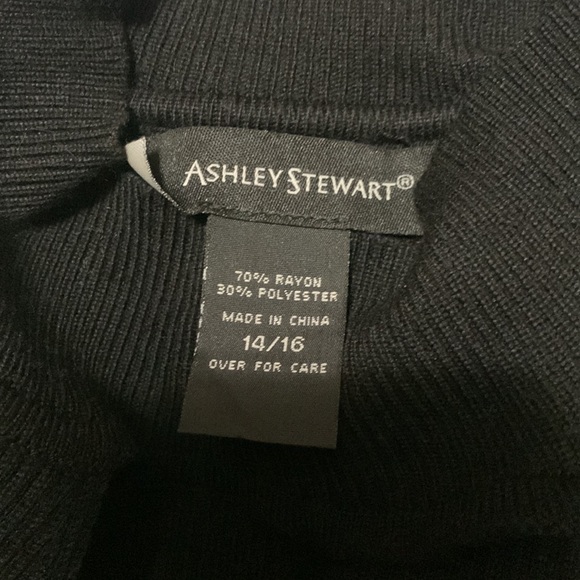 ASHLEY STEWART®
70% RAYON
30% POLYESTER
MADE IN CHINA
14/16
OVER FOR CARE